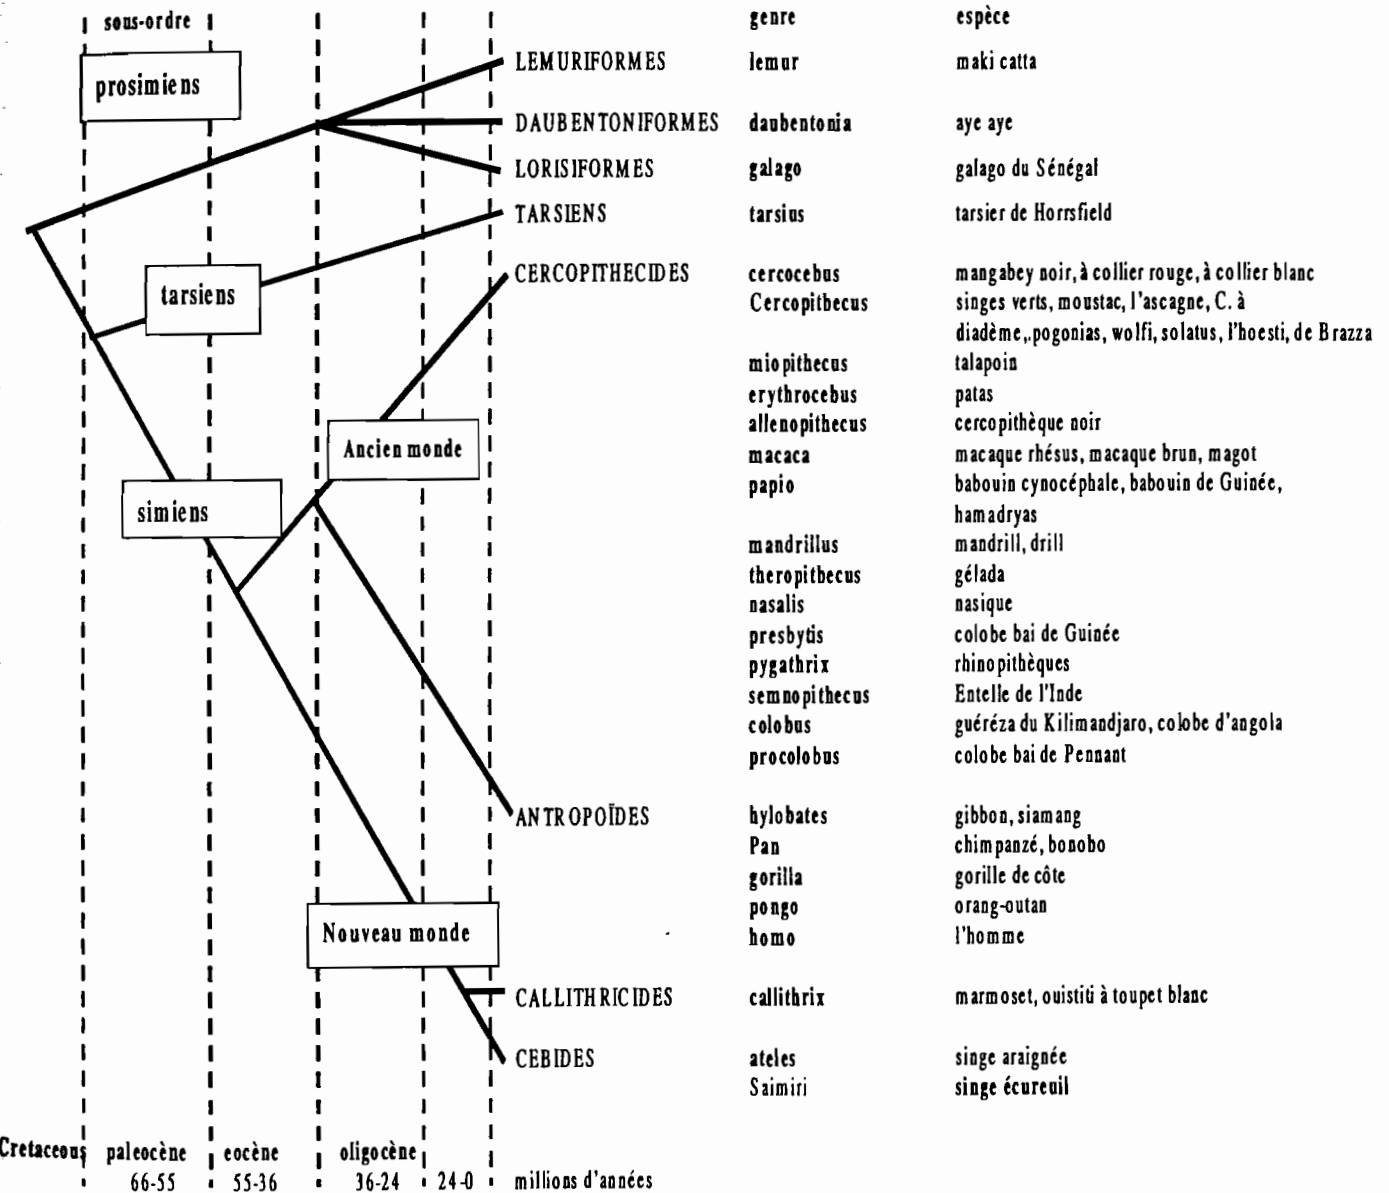 sous-ordre genre espèce
prosimiens
LEMURIFORMES lemur maki catta
DAUBENTONIFORMES daubentonia aye aye
LORISIFORMES galago galago du Sénégal
TARSIENS tarsius tarsier de Horrsfield
tarsiens
CERCOPITHECIDES cercocebus mangabey noir, à collier rouge, à collier blanc
Cercopithecus singes verts, moustac, l'ascagne, C. à
diadème,.pogonias, wolfi, solatus, l'hoesti, de Brazza
miopithecus talapoin
erythrocebus patas
allenopithecus cercopithèque noir
Ancien monde
macaca macaque rhésus, macaque brun, magot
papio babouin cynocéphale, babouin de Guinée,
hamadryas
simiens
mandrillus mandrill, drill
theropithecus gélada
nasalis nasique
presbytis colobe bai de Guinée
pygathrix rhinopithèques
semnopithecus Entelle de l'Inde
colobus guéréza du Kilimandjaro, colobe d'angola
procolobus colobe bai de Pennant
ANTROPOÏDES hylobates gibbon, siamang
Pan chimpanzé, bonobo
gorilla gorille de côte
pongo orang-outan
homo l'homme
Nouveau monde
CALLITHRICIDES callithrix marmoset, ouistiti à toupet blanc
CEBIDES ateles singe araignée
Saimiri singe écureuil
Cretaceous paleocène eocène oligocène
66-55 55-36 36-24 24-0 millions d'années